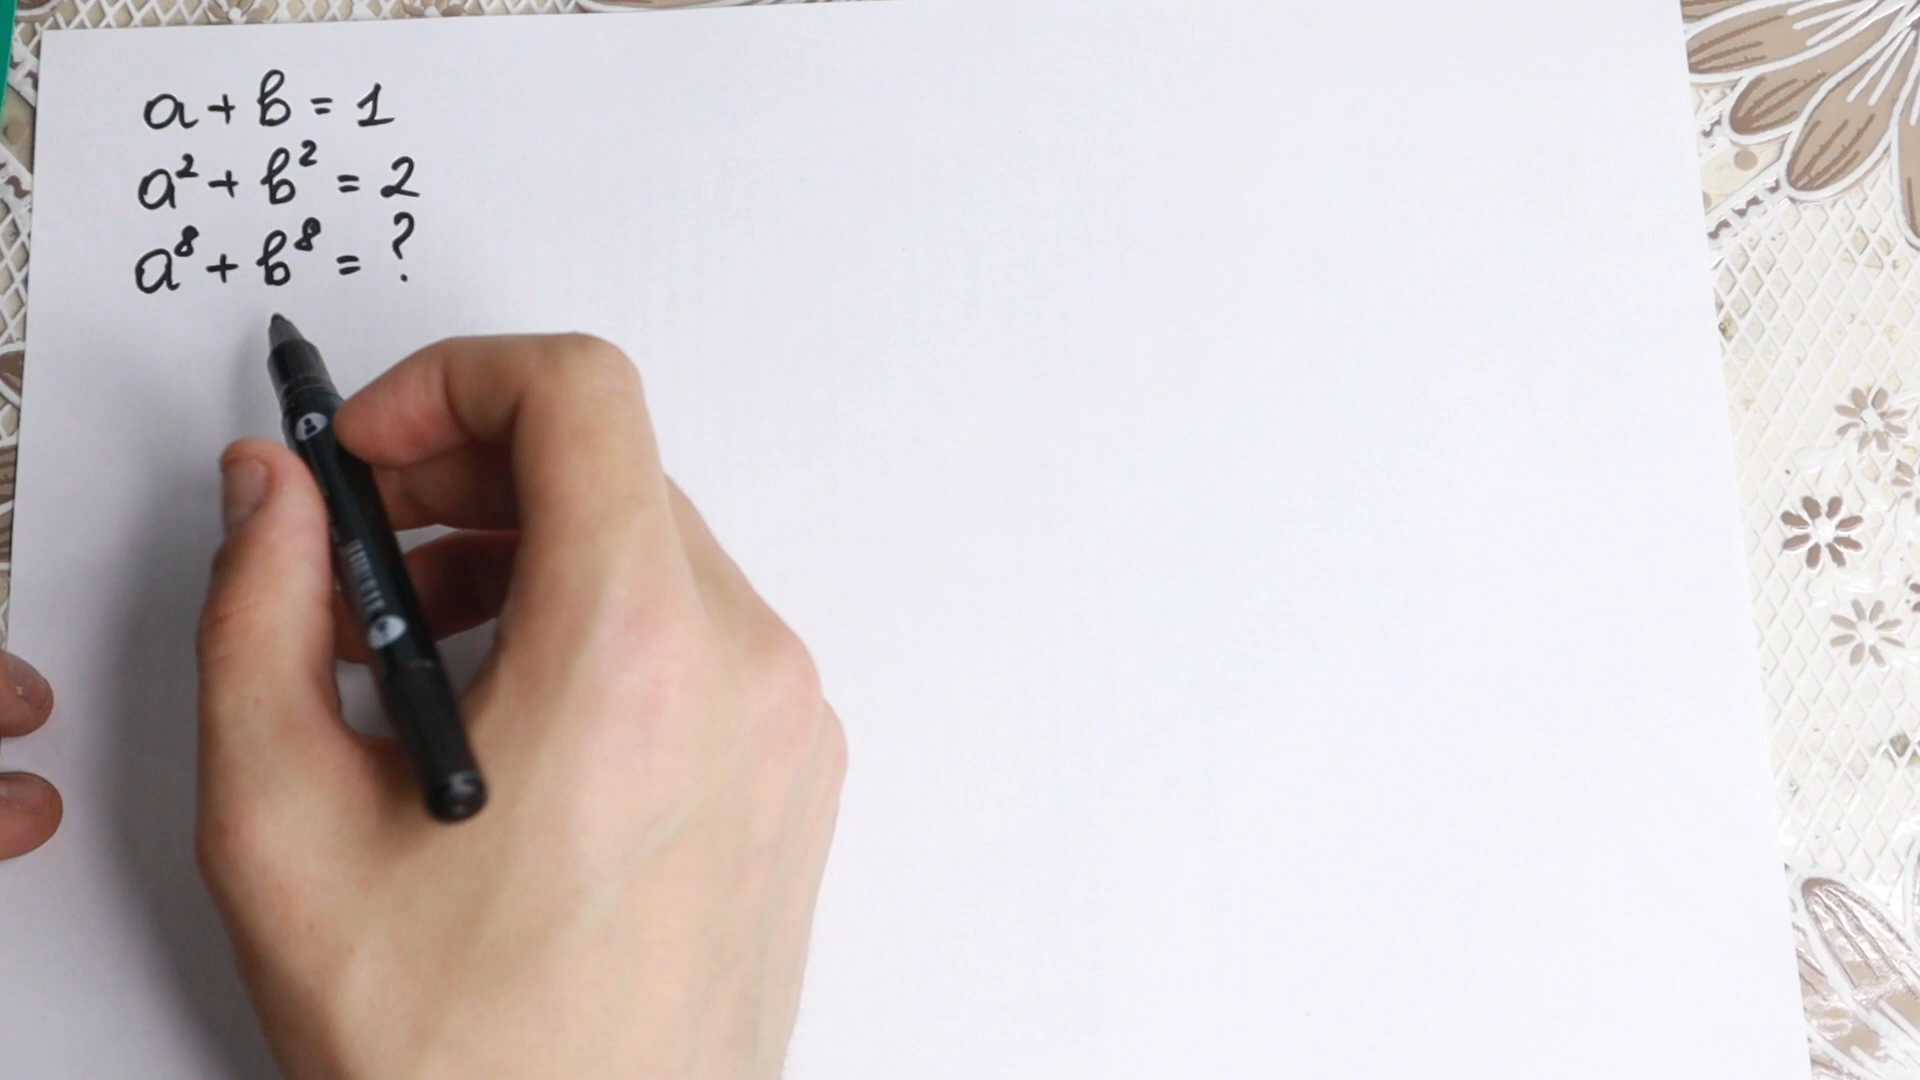 a + b = 1
a² + b² = 2
a⁸ + b⁸ = ?